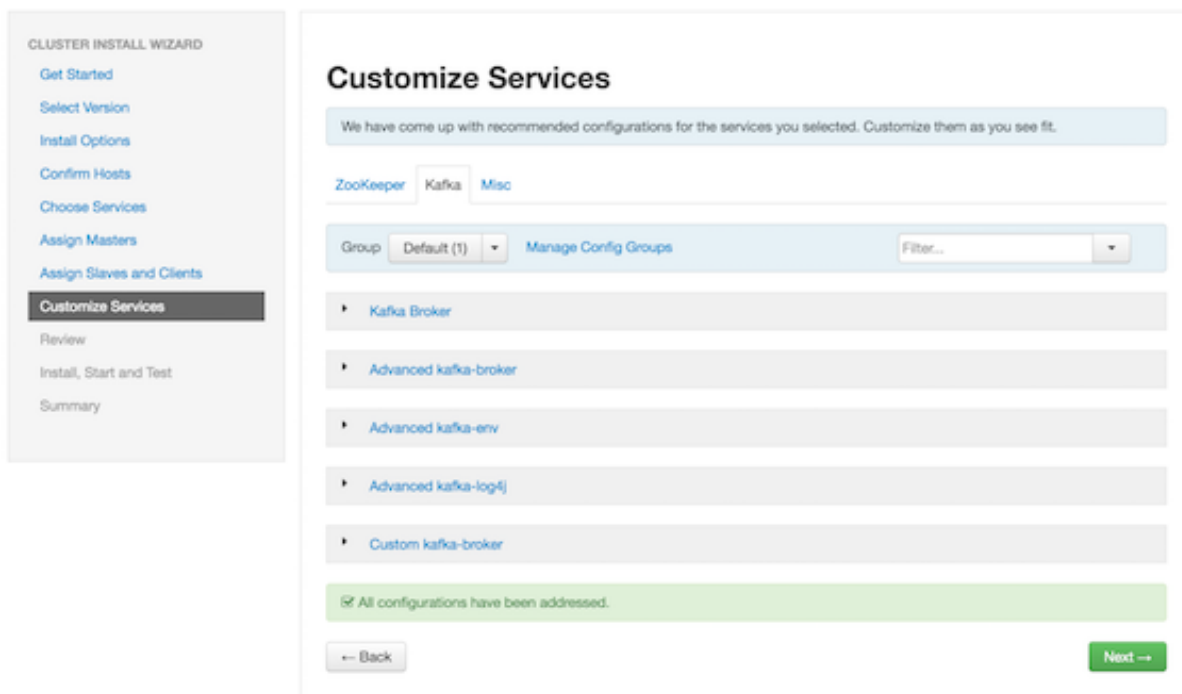 CLUSTER INSTALL WIZARD
Get Started
Select Version
Install Options
Confirm Hosts
Choose Services
Assign Masters
Assign Slaves and Clients
Customize Services
Review
Install, Start and Test
Summary
Customize Services
We have come up with recommended configurations for the services you selected. Customize them as you see fit.
ZooKeeper Kafka Misc
Group Default (1) Manage Config Groups Filter...
Kafka Broker
Advanced kafka-broker
Advanced kafka-env
Advanced kafka-log4j
Custom kafka-broker
All configurations have been addressed.
← Back Next →